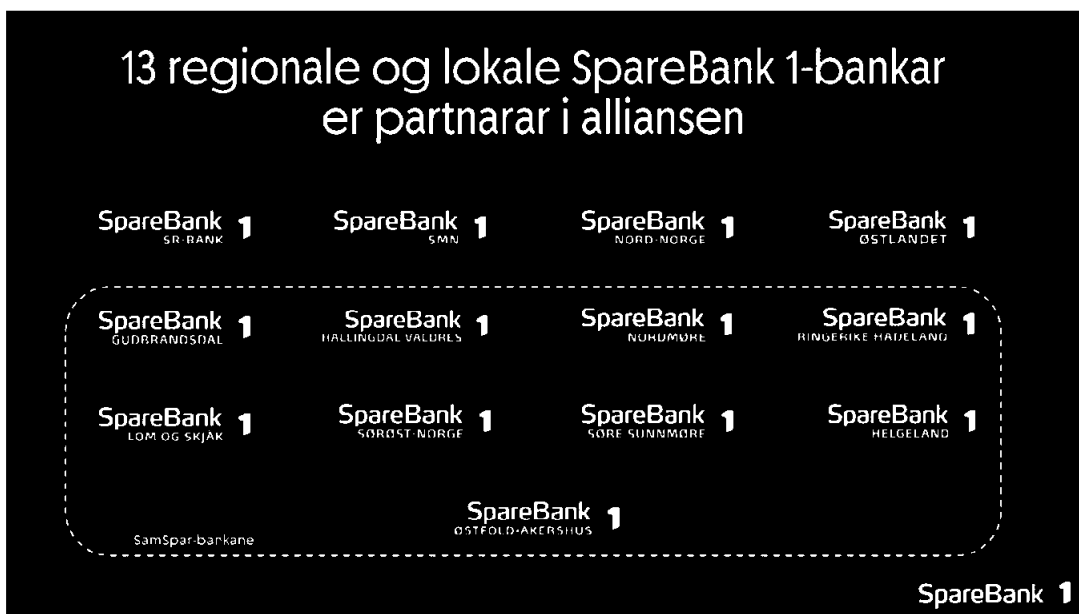 13 regionale og lokale SpareBank 1-bankar
er partnarar i alliansen
SpareBank 1
SR-BANK
SpareBank 1
SMN
SpareBank 1
NORD-NORGE
SpareBank 1
ØSTLANDET
SpareBank 1
GUDBRANDSDAL
SpareBank 1
HALLINGDAL VALDRES
SpareBank 1
NORDMØRE
SpareBank 1
RINGERIKE HADELAND
SpareBank 1
LOM OG SKJÅK
SpareBank 1
SØRØST-NORGE
SpareBank 1
SØRE SUNNMØRE
SpareBank 1
HELGELAND
SpareBank 1
ØSTFOLD-AKERSHUS
SamSpar-bankane
SpareBank 1